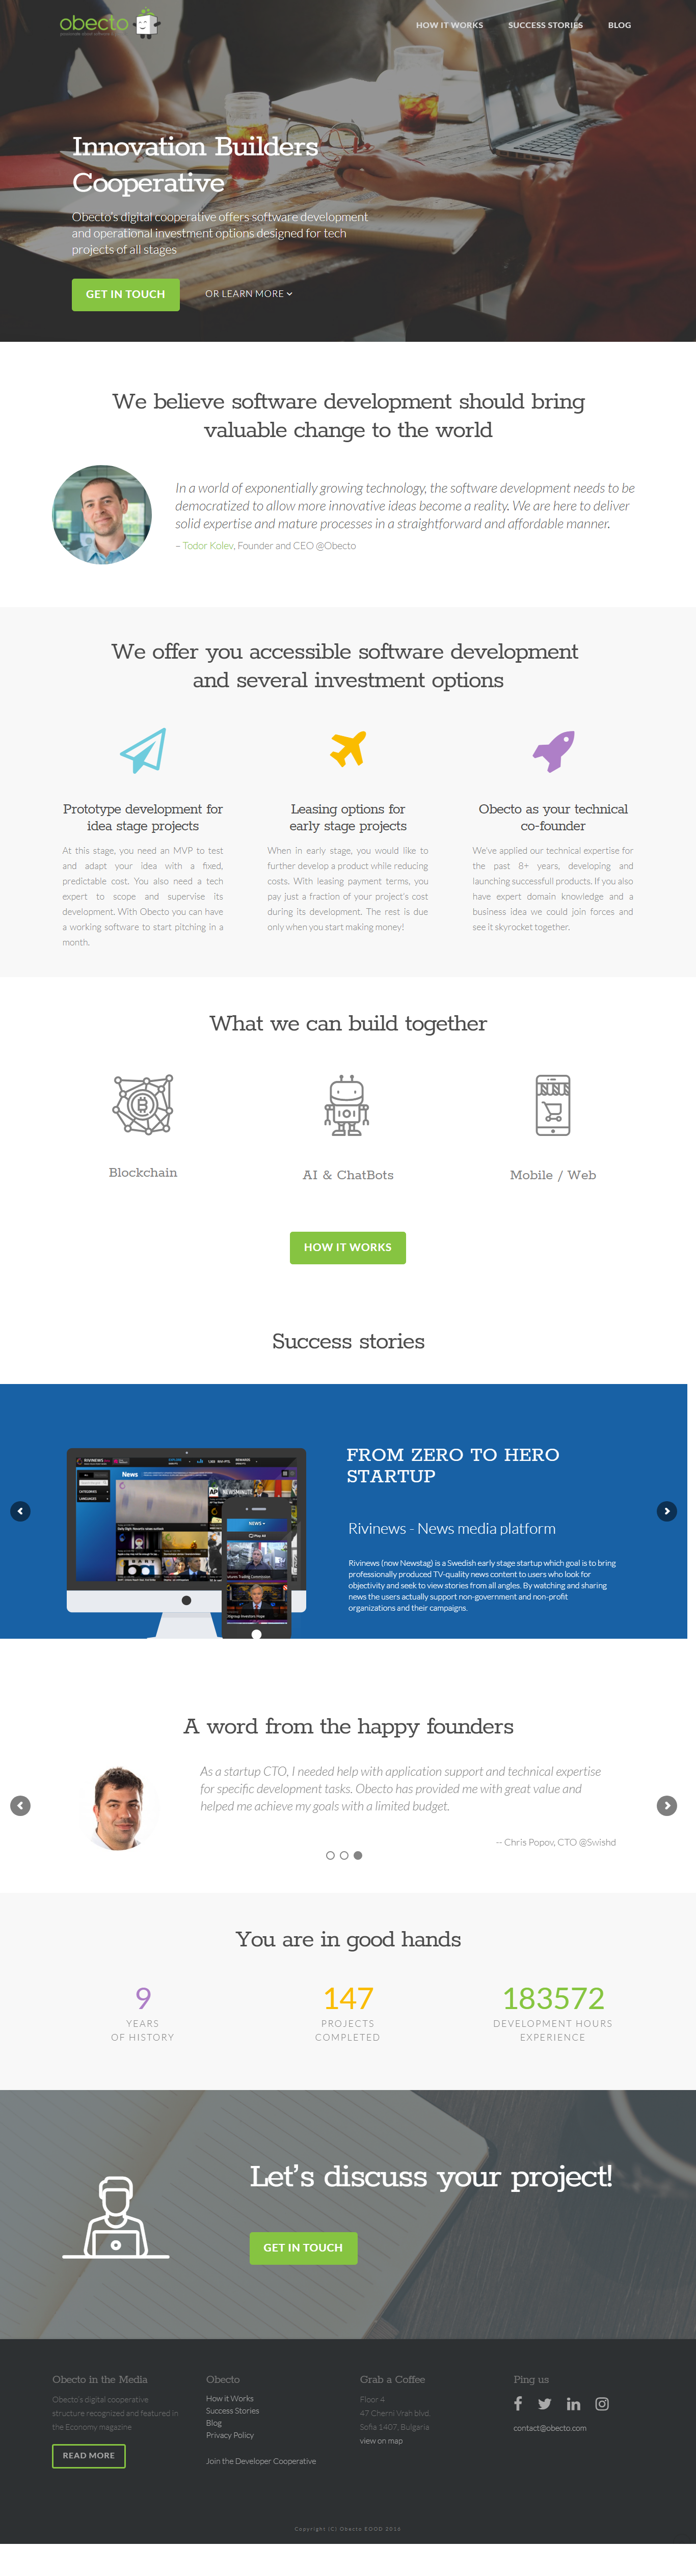 obecto
HOW IT WORKS
SUCCESS STORIES
BLOG
Innovation Builders
Cooperative
Obecto's digital cooperative offers software development
and operational investment options designed for tech
projects of all stages
GET IN TOUCH
OR LEARN MORE
We believe software development should bring
valuable change to the world
In a world of exponentially growing technology, the software development needs to be
democratized to allow more innovative ideas become a reality. We are here to deliver
solid expertise and mature processes in a straightforward and affordable manner.
– Todor Kolev, Founder and CEO @Obecto
We offer you accessible software development
and several investment options
Prototype development for
idea stage projects
At this stage, you need an MVP to test
and adapt your idea with a fixed,
predictable cost. You also need a tech
expert to scope and supervise its
development. With Obecto you can have
a working software to start pitching in a
month.
Leasing options for
early stage projects
When in early stage, you would like to
further develop a product while reducing
costs. With leasing payment terms, you
pay just a fraction of your project's cost
during its development. The rest is due
only when you start making money!
Obecto as your technical
co-founder
We've applied our technical expertise for
the past 8+ years, developing and
launching successfull products. If you also
have expert domain knowledge and a
business idea we could join forces and
see it skyrocket together.
What we can build together
Blockchain
AI & ChatBots
Mobile / Web
HOW IT WORKS
Success stories
RIVINEWS
News
CATEGORIES
LANGUAGES
NEWSMINUTE
NEWS
Play All
FROM ZERO TO HERO
STARTUP
Rivinews - News media platform
Rivinews (now Newstag) is a Swedish early stage startup which goal is to bring
professionally produced TV-quality news content to users who look for
objectivity and seek to view stories from all angles. By watching and sharing
news the users actually support non-government and non-profit
organizations and their campaigns.
A word from the happy founders
As a startup CTO, I needed help with application support and technical expertise
for specific development tasks. Obecto has provided me with great value and
helped me achieve my goals with a limited budget.
-- Chris Popov, CTO @Swishd
You are in good hands
9
YEARS
OF HISTORY
147
PROJECTS
COMPLETED
183572
DEVELOPMENT HOURS
EXPERIENCE
Let's discuss your project!
GET IN TOUCH
Obecto in the Media
Obecto's digital cooperative
structure recognized and featured in
the Economy magazine
READ MORE
Obecto
How it Works
Success Stories
Blog
Privacy Policy
Join the Developer Cooperative
Grab a Coffee
Floor 4
47 Cherni Vrah blvd.
Sofia 1407, Bulgaria
view on map
Ping us
contact@obecto.com
Copyright (C) Obecto EOOD 2016